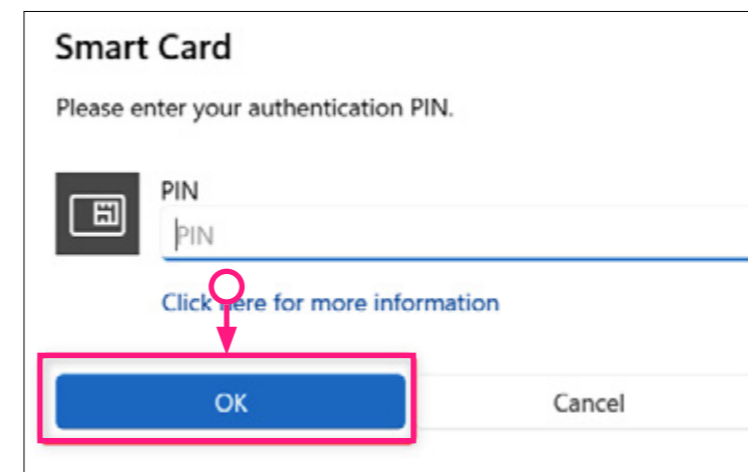 Smart Card
Please enter your authentication PIN.
PIN
PIN
Click here for more information
OK
Cancel